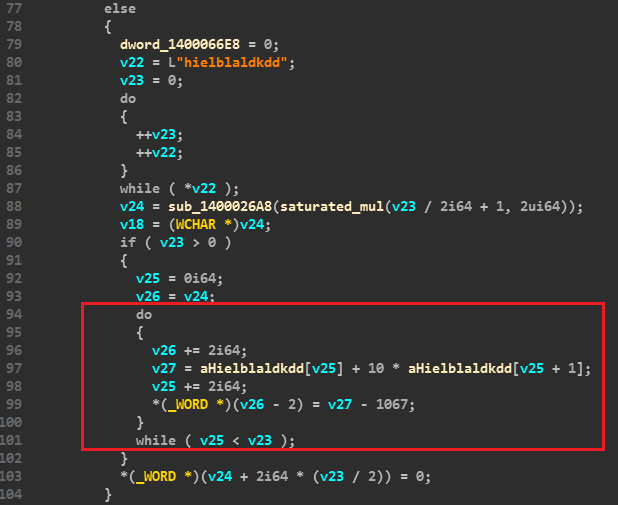 77 else
78 {
79 dword_1400066E8 = 0;
80 v22 = L"hielblaldkdd";
81 v23 = 0;
82 do
83 {
84 ++v23;
85 ++v22;
86 }
87 while ( *v22 );
88 v24 = sub_1400026A8(saturated_mul(v23 / 2i64 + 1, 2ui64));
89 v18 = (WCHAR *)v24;
90 if ( v23 > 0 )
91 {
92 v25 = 0i64;
93 v26 = v24;
94 do
95 {
96 v26 += 2i64;
97 v27 = aHielblaldkdd[v25] + 10 * aHielblaldkdd[v25 + 1];
98 v25 += 2i64;
99 *(_WORD *)(v26 - 2) = v27 - 1067;
100 }
101 while ( v25 < v23 );
102 }
103 *(_WORD *)(v24 + 2i64 * (v23 / 2)) = 0;
104 }